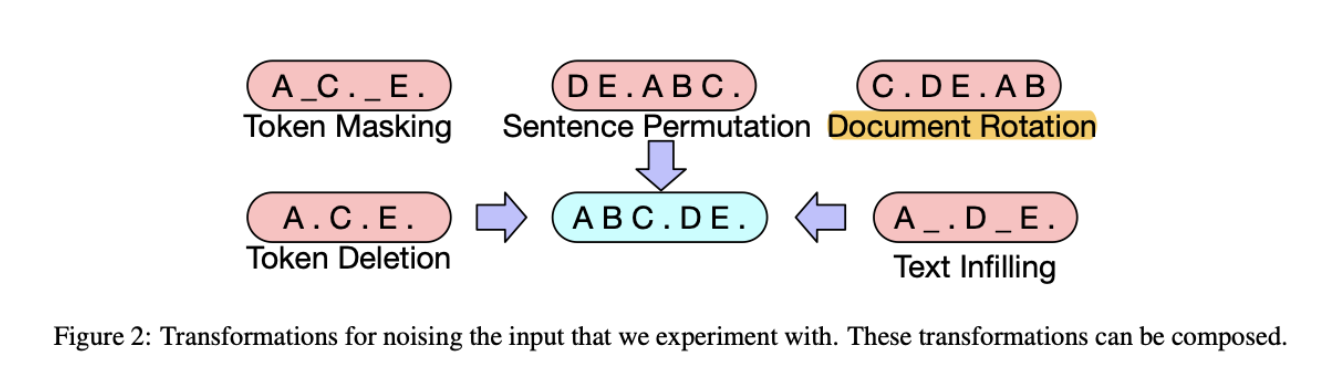 A _C . _ E .
D E . A B C .
C . D E . A B
Token Masking
Sentence Permutation
Document Rotation
A . C . E .
A B C . D E .
A _ . D _ E .
Token Deletion
Text Infilling
Figure 2: Transformations for noising the input that we experiment with. These transformations can be composed.